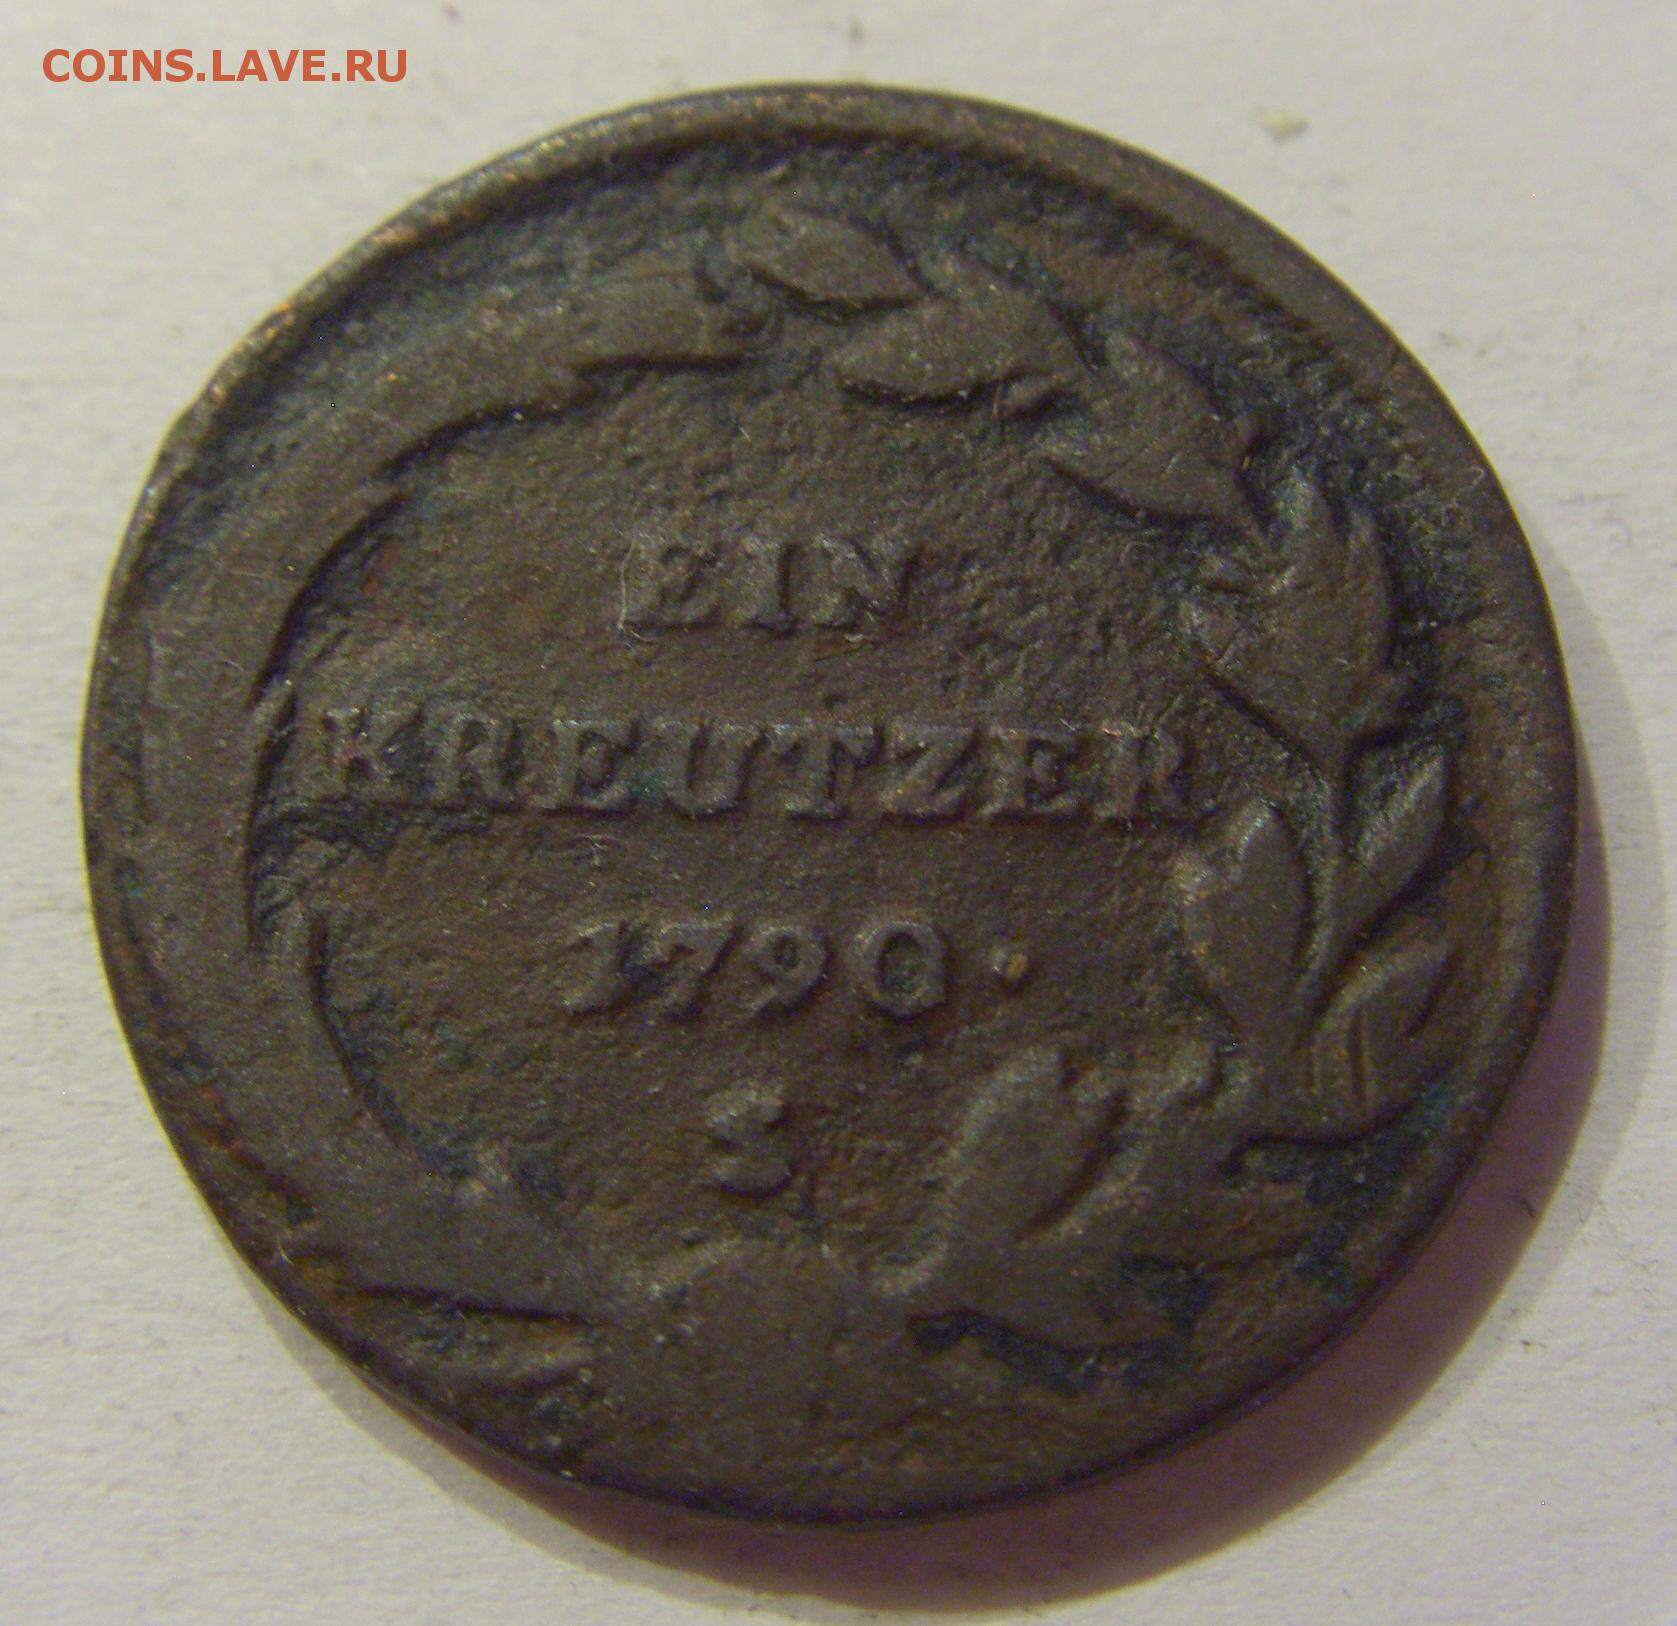 COINS.LAVE.RU
EIN
KREUTZER
1790.
S